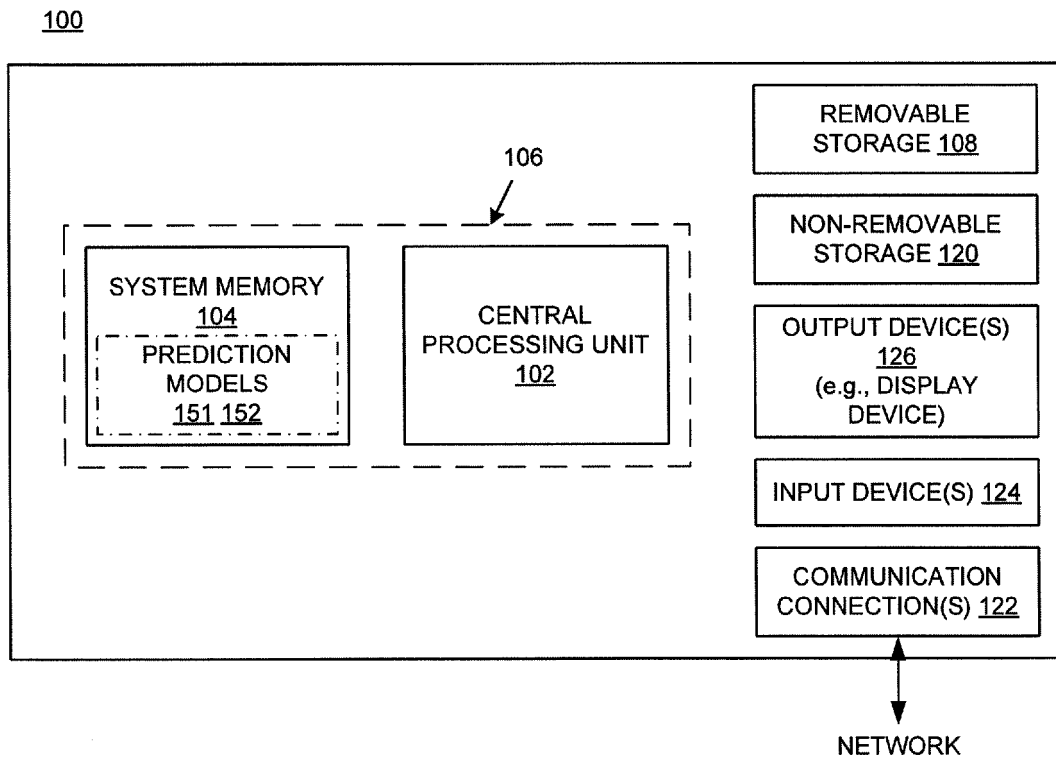 100
106
SYSTEM MEMORY
104
PREDICTION
MODELS
151 152
CENTRAL
PROCESSING UNIT
102
REMOVABLE
STORAGE 108
NON-REMOVABLE
STORAGE 120
OUTPUT DEVICE(S)
126
(e.g., DISPLAY
DEVICE)
INPUT DEVICE(S) 124
COMMUNICATION
CONNECTION(S) 122
NETWORK